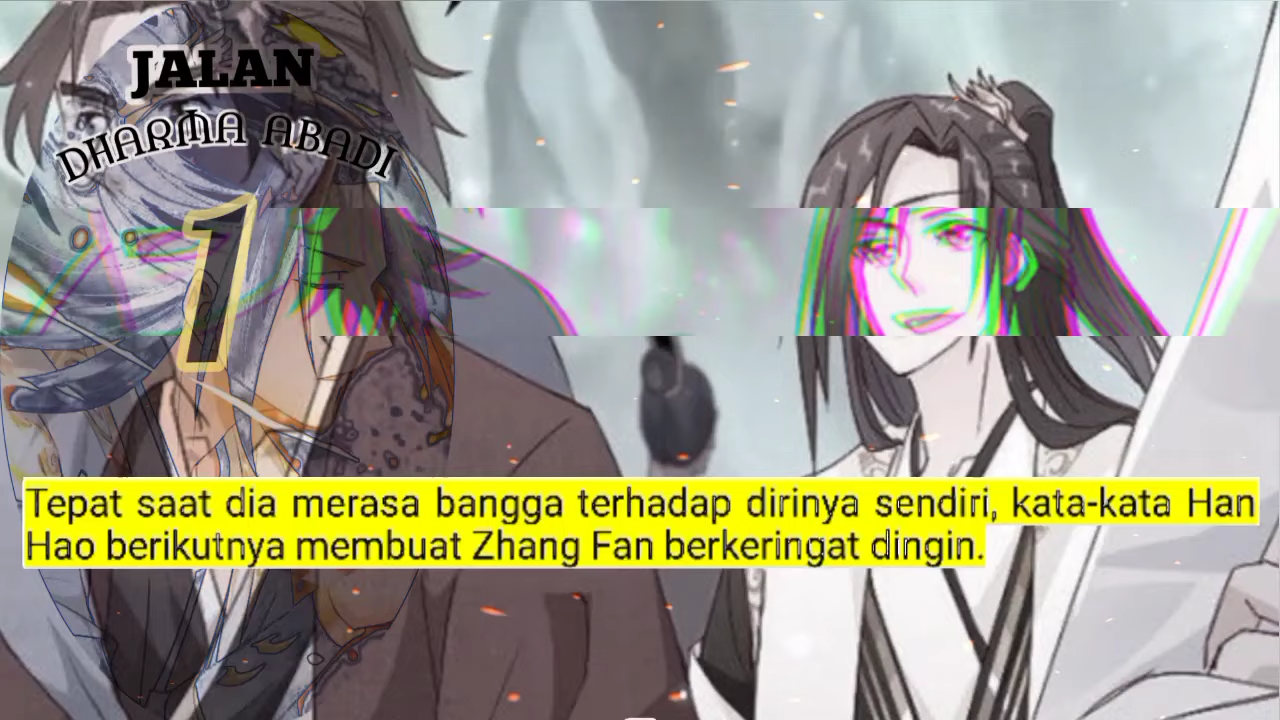 JALAN
DHARMA ABADI
1
Tepat saat dia merasa bangga terhadap dirinya sendiri, kata-kata Han
Hao berikutnya membuat Zhang Fan berkeringat dingin.